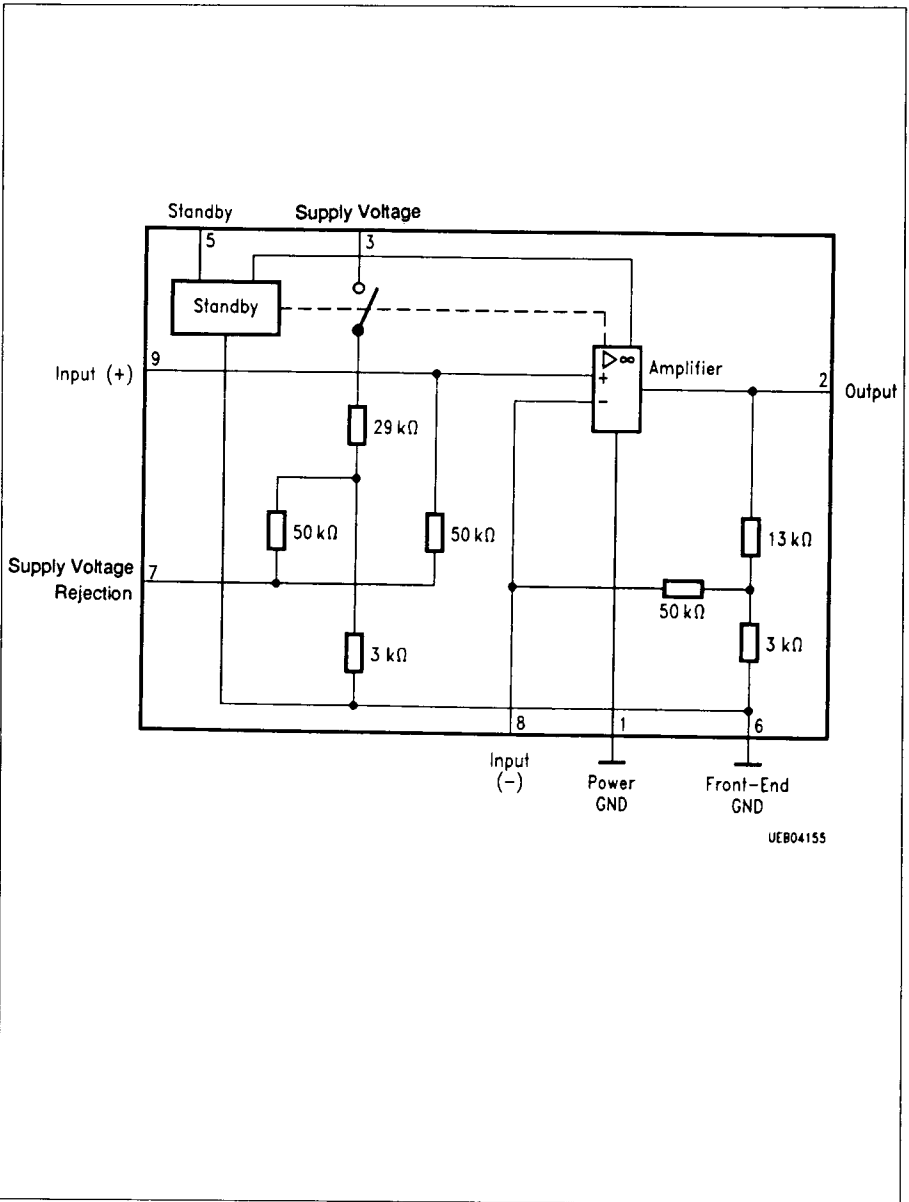 Standby
Supply Voltage
5
3
Standby
9
Input (+)
+
−
▷ ∞
Amplifier
2
Output
29 kΩ
50 kΩ
50 kΩ
13 kΩ
Supply Voltage
Rejection
7
50 kΩ
3 kΩ
3 kΩ
8
1
6
Input
(−)
Power
GND
Front-End
GND
UEB04155